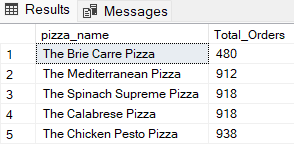 Results Messages
pizza_name Total_Orders
1 The Brie Carre Pizza 480
2 The Mediterranean Pizza 912
3 The Spinach Supreme Pizza 918
4 The Calabrese Pizza 918
5 The Chicken Pesto Pizza 938